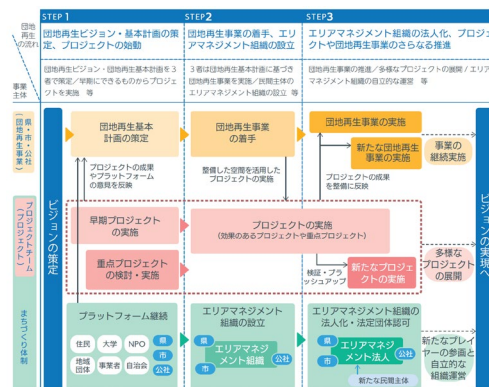 団地
再生
の流れ
事業
主体
STEP 1
団地再生ビジョン・基本計画の策
定、プロジェクトの始動
団地再生ビジョン・団地再生基本計画を3
者で策定／早期にできるものからプロジェ
クトを実施 等
STEP 2
団地再生事業の着手、エリ
アマネジメント組織の設立
3者は団地再生基本計画に基づき
団地再生事業を実施／民間主体の
エリアマネジメント組織の設立 等
STEP 3
エリアマネジメント組織の法人化、プロジェ
クトや団地再生事業のさらなる推進
団地再生事業の推進／多様なプロジェクトの展開／エリア
マネジメント組織の自立的な運営 等
県・市・公社
（団地再生事業）
ビジョンの策定
団地再生基本
計画の策定
団地再生事業
の着手
団地再生事業の実施
新たな団地再生
事業の実施
事業の
継続実施
プロジェクトの成果
やプラットフォーム
の意見を反映
整備した空間を活用した
プロジェクトの実施
プロジェクトの成果
を整備に反映
ビジョンの実現へ
プロジェクトチーム
（プロジェクト）
早期プロジェクト
の実施
プロジェクトの実施
（効果のあるプロジェクトや重点プロジェクト）
重点プロジェクト
の検討・実施
検証・ブラ
ッシュアップ
新たなプロジェ
クトの実施
多様な
プロジェクト
の展開
まちづくり体制
プラットフォーム継続
住民
大学
NPO
県
市
地域
団体
事業者
自治会
公社
エリアマネジメント
組織の設立
県
エリアマネジ
メント組織
市
公社
エリアマネジメント組織の
法人化・法定団体認可
県
エリアマネジ
メント法人
市
公社
新たな民間主体
新たなプレイ
ヤーの参画と
自立的な
組織運営